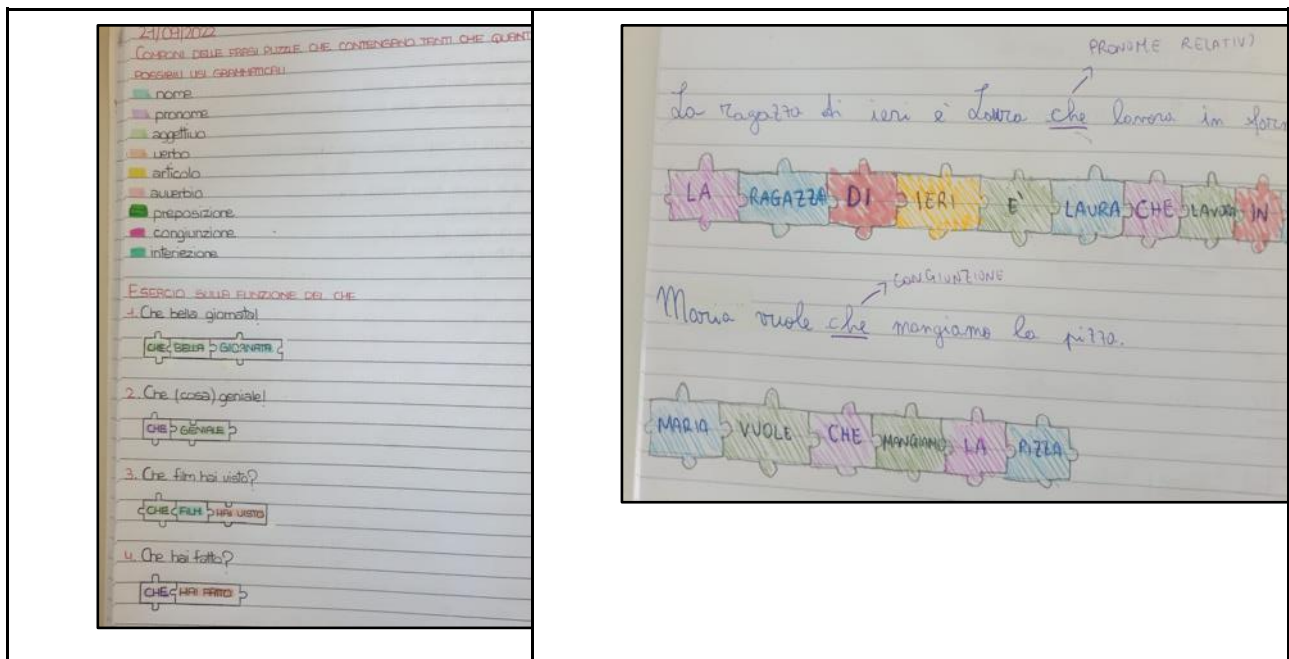 21/09/2022
COMPONI DELLE FRASI PUZZLE CHE CONTENGANO TANTI CHE QUANT
POSSIBILI USI GRAMMATICALI
nome
pronome
aggettivo
verbo
articolo
avverbio
preposizione
congiunzione
interiezione
ESERCIO SULLA FUNZIONE DEL CHE
1. Che bella giornata!
CHE BELLA GIORNATA
2. Che (cosa) geniale!
CHE GENIALE
3. Che film hai visto?
CHE FILM HAI VISTO
4. Che hai fatto?
CHE HAI FATTO
PRONOME RELATIVO
La ragazza di ieri è Laura che lavora in
LA RAGAZZA DI IERI E' LAURA CHE LAVORA IN
CONGIUNZIONE
Maria vuole che mangiamo la pizza.
MARIA VUOLE CHE MANGIAMO LA PIZZA